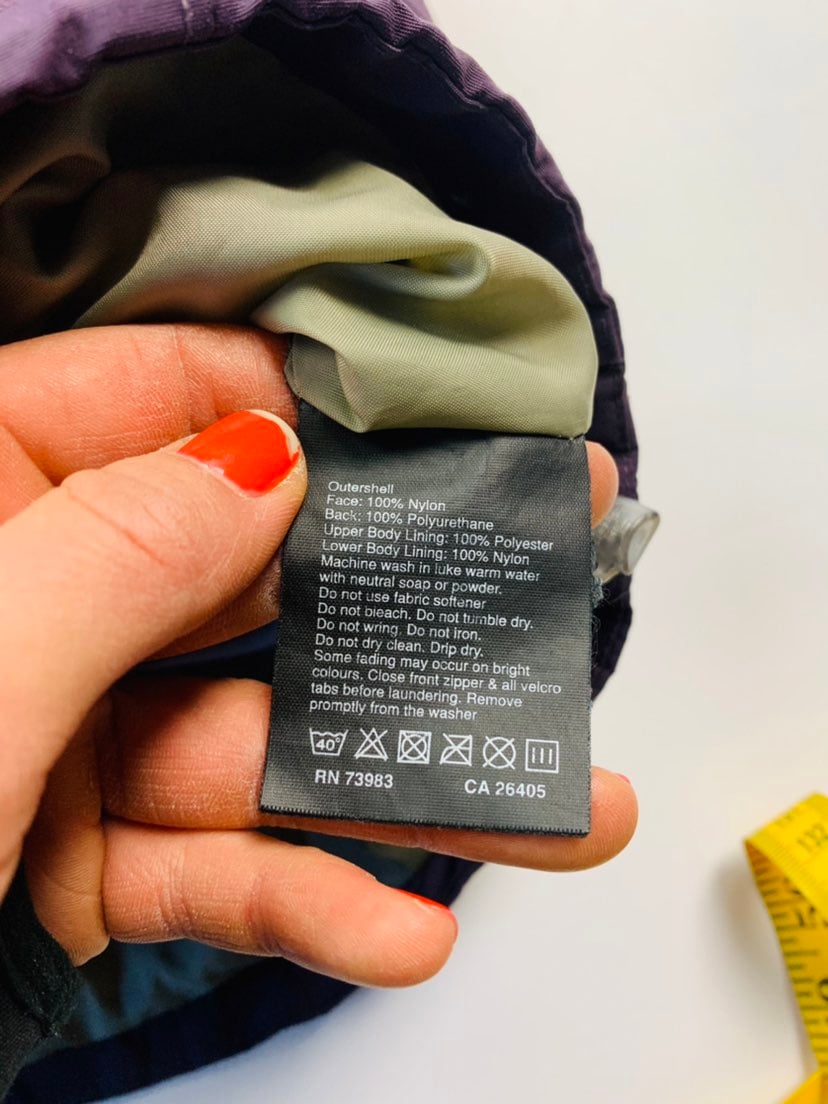 Outershell
Face: 100% Nylon
Back: 100% Polyurethane
Upper Body Lining: 100% Polyester
Lower Body Lining: 100% Nylon
Machine wash in luke warm water
with neutral soap or powder.
Do not use fabric softener
Do not bleach. Do not tumble dry.
Do not wring. Do not iron.
Do not dry clean. Drip dry.
Some fading may occur on bright
colours. Close front zipper & all velcro
tabs before laundering. Remove
promptly from the washer
40°
RN 73983 CA 26405
132